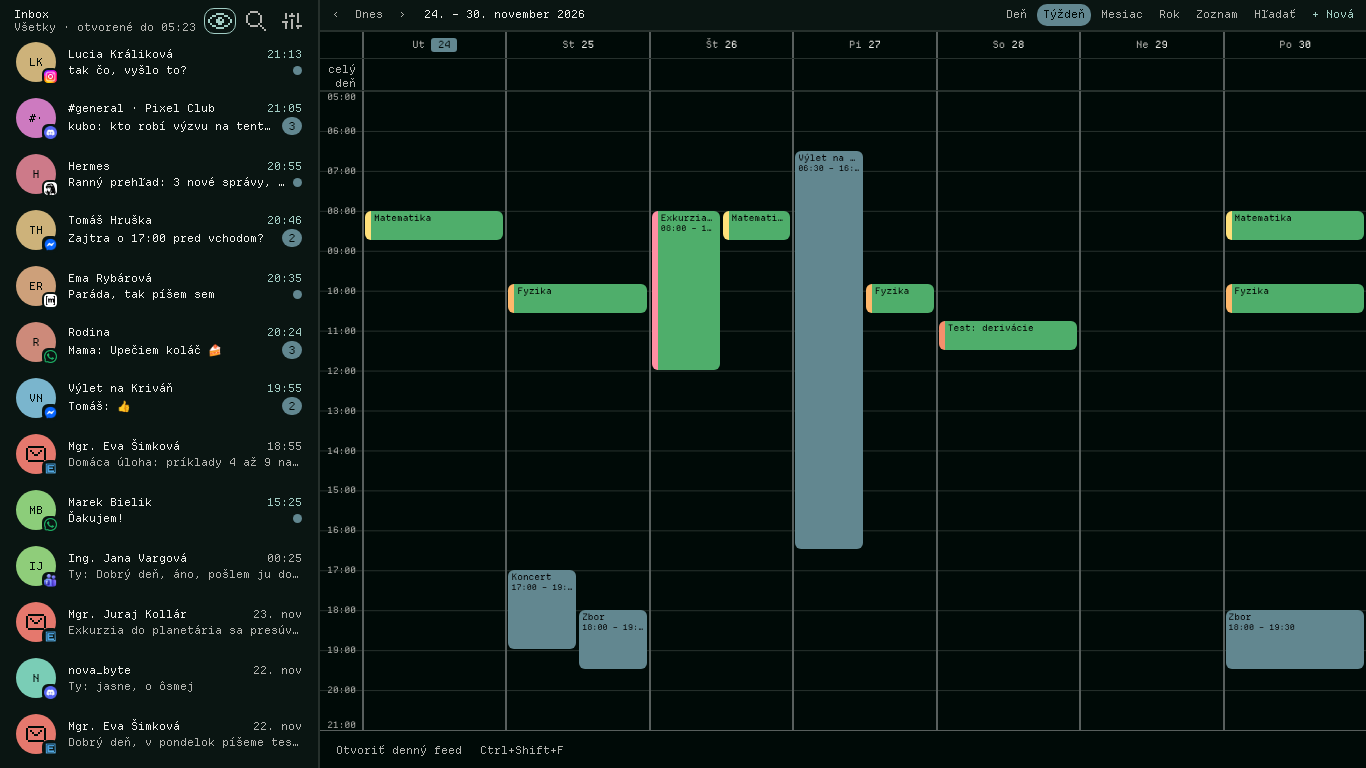 Inbox
Všetky · otvorené do 05:23
LK
Lucia Králiková
21:13
tak čo, vyšlo to?
#·
#general · Pixel Club
21:05
kubo: kto robí výzvu na tent…
3
H
Hermes
20:55
Ranný prehľad: 3 nové správy, …
TH
Tomáš Hruška
20:46
Zajtra o 17:00 pred vchodom?
2
ER
Ema Rybárová
20:35
Paráda, tak píšem sem
R
Rodina
20:24
Mama: Upečiem koláč 🍰
3
VN
Výlet na Kriváň
19:55
Tomáš: 👍
2
Mgr. Eva Šimková
18:55
Domáca úloha: príklady 4 až 9 na…
MB
Marek Bielik
15:25
Ďakujem!
IJ
Ing. Jana Vargová
00:25
Ty: Dobrý deň, áno, pošlem ju do…
Mgr. Juraj Kollár
23. nov
Exkurzia do planetária sa presúv…
N
nova_byte
22. nov
Ty: jasne, o ôsmej
Mgr. Eva Šimková
22. nov
Dobrý deň, v pondelok píšeme tes…
‹ Dnes › 24. – 30. november 2026
Deň Týždeň Mesiac Rok Zoznam Hľadať + Nová
Ut 24 St 25 Št 26 Pi 27 So 28 Ne 29 Po 30
celý
deň
05:00
06:00
07:00
08:00
09:00
10:00
11:00
12:00
13:00
14:00
15:00
16:00
17:00
18:00
19:00
20:00
21:00
Matematika
Fyzika
Koncert
17:00 – 19:…
Zbor
18:00 – 19:…
Exkurzia…
08:00 – 1…
Matemati…
Výlet na …
06:30 – 16:…
Fyzika
Test: derivácie
Matematika
Fyzika
Zbor
18:00 – 19:30
Otvoriť denný feed Ctrl+Shift+F